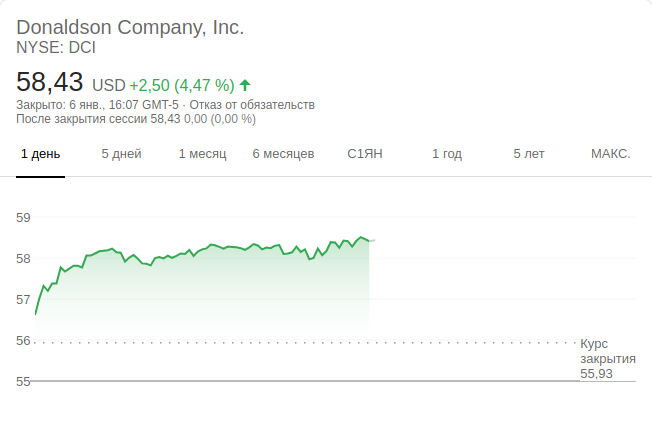 Donaldson Company, Inc.
NYSE: DCI
58,43 USD +2,50 (4,47 %)
Закрыто: 6 янв., 16:07 GMT-5 · Отказ от обязательств
После закрытия сессии 58,43 0,00 (0,00 %)
1 день 5 дней 1 месяц 6 месяцев С1ЯН 1 год 5 лет МАКС.
59
58
57
56
55
Курс
закрытия
55,93